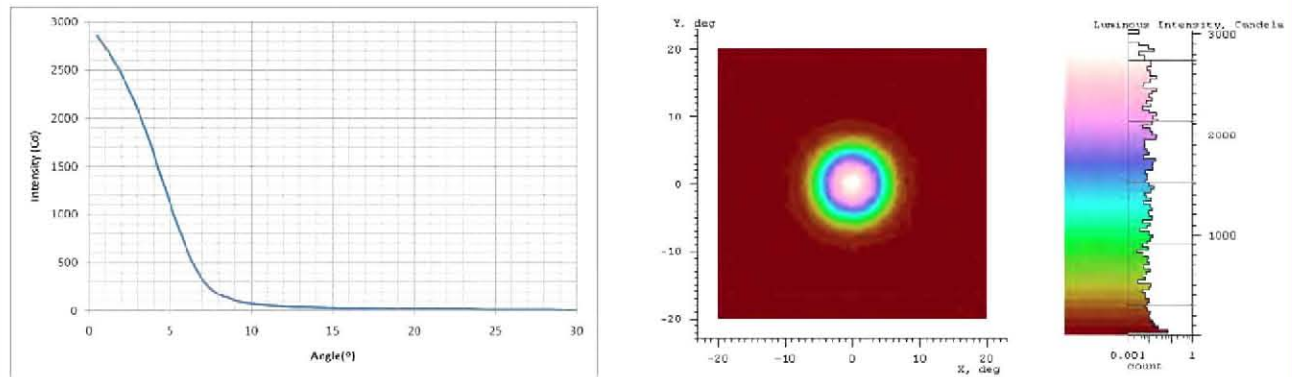 3000
2500
2000
1500
1000
500
0
Intensity (Cd)
0 5 10 15 20 25 30
Angle(º)
Y, deg
20
10
0
-10
-20
-20 -10 0 10 20
X, deg
Luminous Intensity, Candela
3000
2000
1000
0.001 1
count